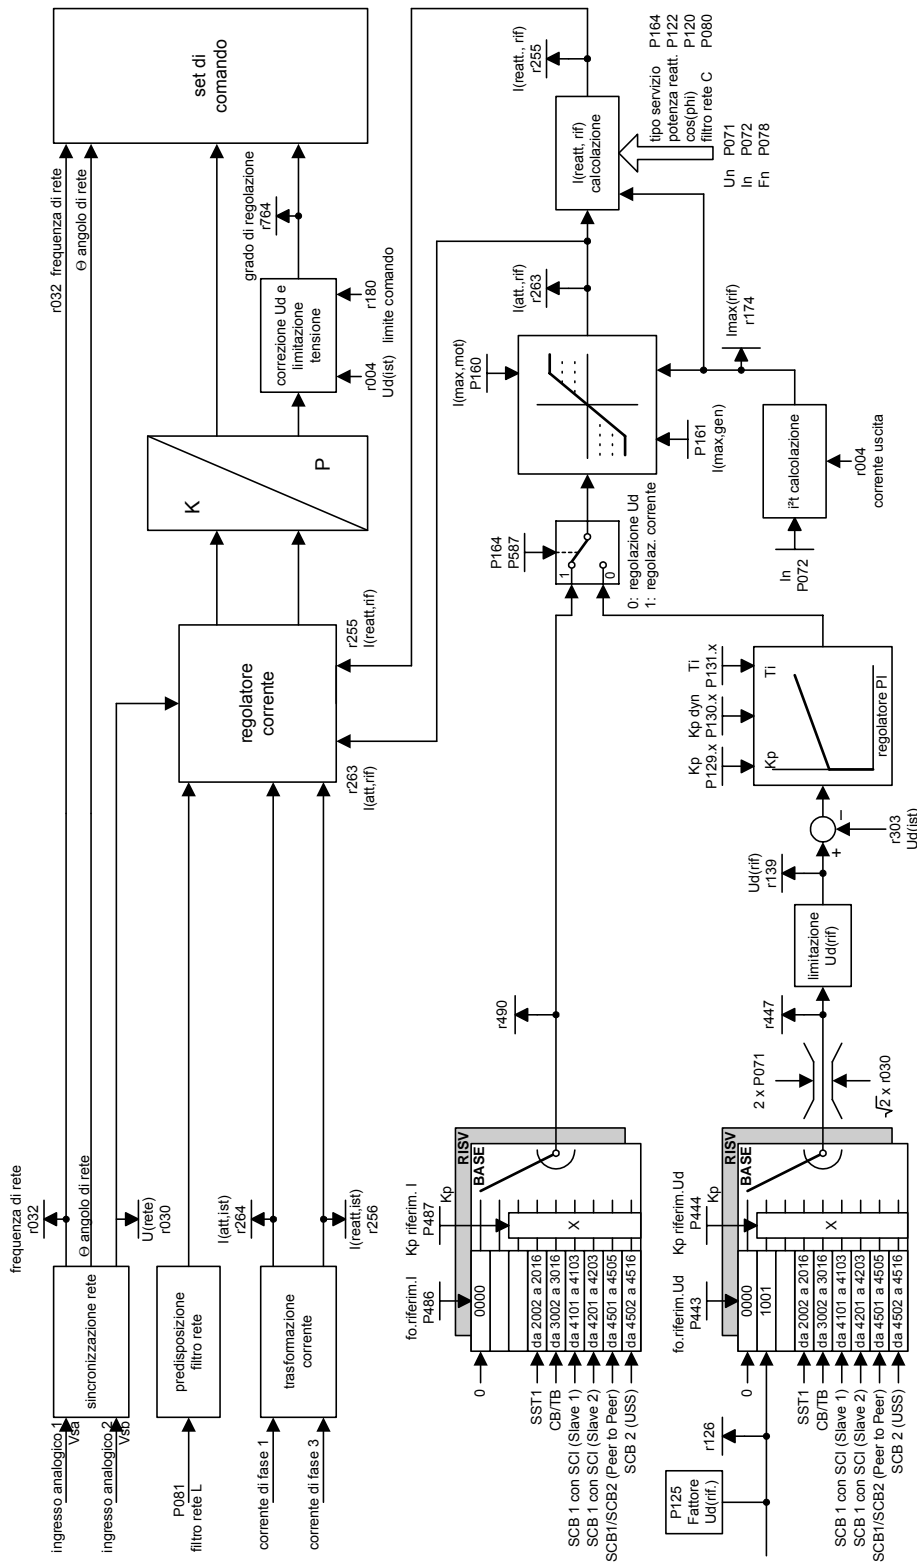 ingresso analogico 1
Vsa
ingresso analogico 2
Vsb
sincronizzazione rete
frequenza di rete
r032
Θ angolo di rete
U(rete)
r030
r032 frequenza di rete
Θ angolo di rete
set di
comando
P081
filtro rete L
predisposizione
filtro rete
corrente di fase 1
corrente di fase 3
trasformazione
corrente
I(att,ist)
r264
I(reatt,ist)
r256
regolatore
corrente
r263
I(att,rif)
r255
I(reatt,rif)
K
P
correzione Ud e
limitazione
tensione
r004
Ud(ist)
r180
limite comando
grado di regolazione
r764
fo.riferim.I
P486
Kp riferim. I
P487
Kp
RISV
BASE
0
0000
X
SST1
da 2002 a 2016
CB/TB
da 3002 a 3016
SCB 1 con SCI (Slave 1)
da 4101 a 4103
SCB 1 con SCI (Slave 2)
da 4201 a 4203
SCB1/SCB2 (Peer to Peer)
da 4501 a 4505
SCB 2 (USS)
da 4502 a 4516
r490
P164
P587
1
0
0: regolazione Ud
1: regolaz. corrente
I(max,mot)
P160
P161
I(max,gen)
I(att.,rif)
r263
I(reatt, rif)
calcolazione
I(reatt., rif)
r255
tipo servizio P164
potenza reatt. P122
cos(phi) P120
filtro rete C P080
Un P071
In P072
Fn P078
Imax(rif)
r174
i²t calcolazione
In
P072
r004
corrente uscita
P125
Fattore
Ud(rif.)
r126
fo.riferim.Ud
P443
Kp riferim.Ud
P444
Kp
RISV
BASE
0
0000
1001
X
SST1
da 2002 a 2016
CB/TB
da 3002 a 3016
SCB 1 con SCI (Slave 1)
da 4101 a 4103
SCB 1 con SCI (Slave 2)
da 4201 a 4203
SCB1/SCB2 (Peer to Peer)
da 4501 a 4505
SCB 2 (USS)
da 4502 a 4516
2 x P071
√2 x r030
r447
limitazione
Ud(rif)
Ud(rif)
r139
+
−
r303
Ud(ist)
Kp
P129.x
Kp dyn
P130.x
Ti
P131.x
Kp
Ti
regolatore PI